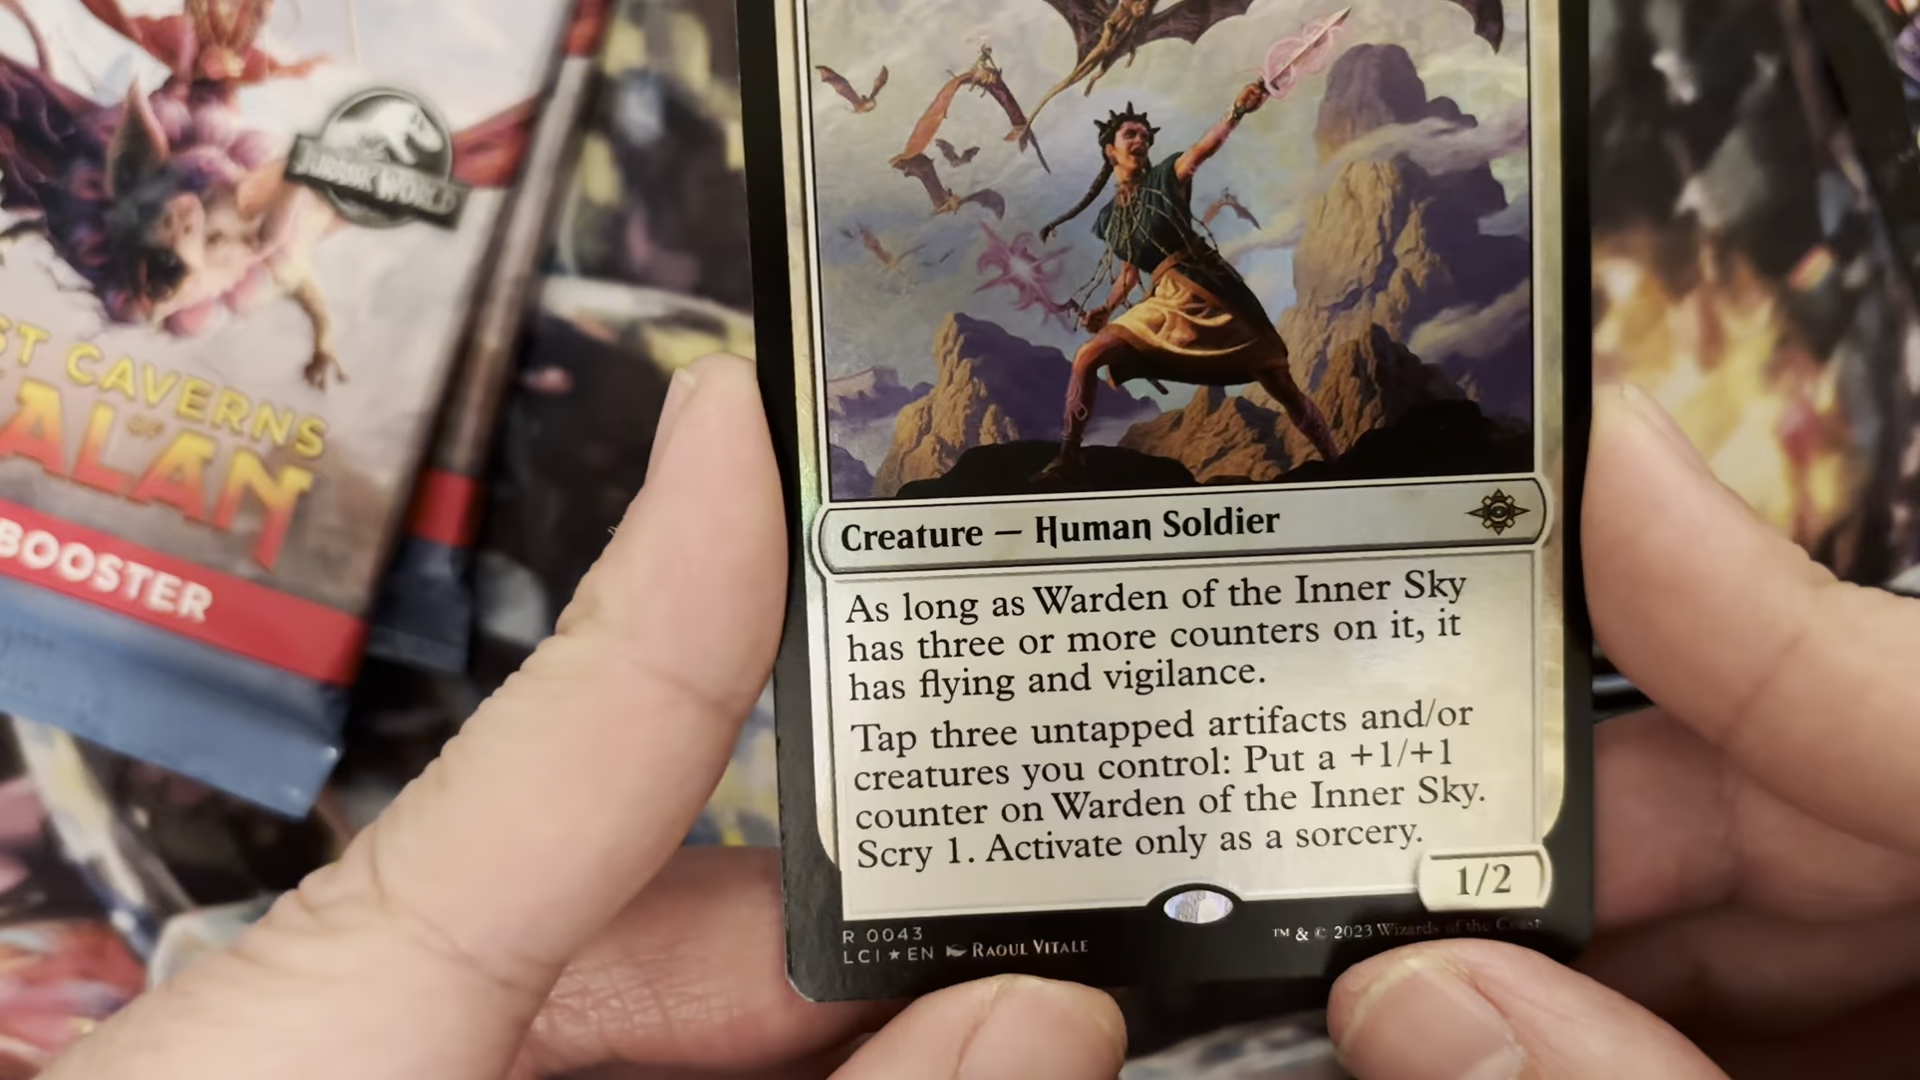 JURASSIC WORLD
ST CAVERNS
OF
ALAN
BOOSTER
Creature — Human Soldier
As long as Warden of the Inner Sky
has three or more counters on it, it
has flying and vigilance.
Tap three untapped artifacts and/or
creatures you control: Put a +1/+1
counter on Warden of the Inner Sky.
Scry 1. Activate only as a sorcery.
1/2
R 0043
LCI★EN RAOUL VITALE
™ & © 2023 Wizards of the Coast